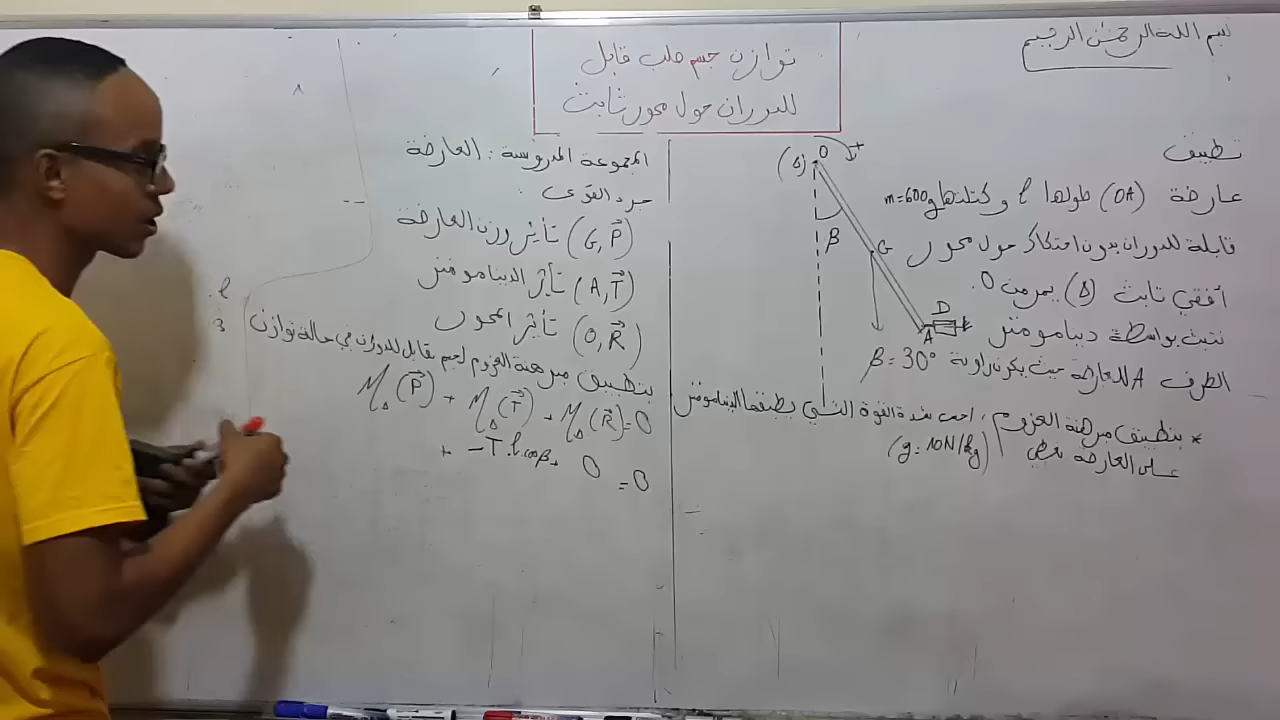 بسم الله الرحمن الرحيم
توازن جسم صلب قابل
للدوران حول محور ثابت
تطبيق
عارضة (OA) طولها l وكتلتها m=600g
قابلة للدوران بدون احتكاك حول محور
أفقي ثابت (Δ) يمر من O.
نثبت بواسطة دينامومتر
الطرف A للعارضة حيث يكون زاوية β = 30°
* بتطبيق مبرهنة العزوم، احسب شدة القوة التي يطبقها الدينامومتر
على العارضة نعطي (g=10N/kg)
(Δ) O +
β
G
D
A
المجموعة المدروسة: العارضة
جرد القوى:
(G, P⃗) تأثير وزن العارضة
(A, T⃗) تأثير الدينامومتر
(O, R⃗) تأثير المحور
بتطبيق مبرهنة العزوم لجسم قابل للدوران في حالة توازن
M_Δ(P⃗) + M_Δ(T⃗) + M_Δ(R⃗) = 0
+ -T.l.cosβ + 0 = 0